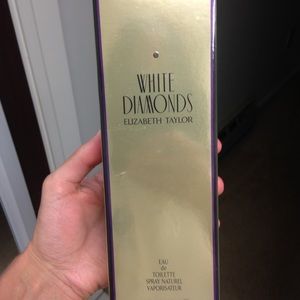 WHITE
DIAMONDS
ELIZABETH TAYLOR
EAU
de
TOILETTE
SPRAY NATUREL
VAPORISATEUR